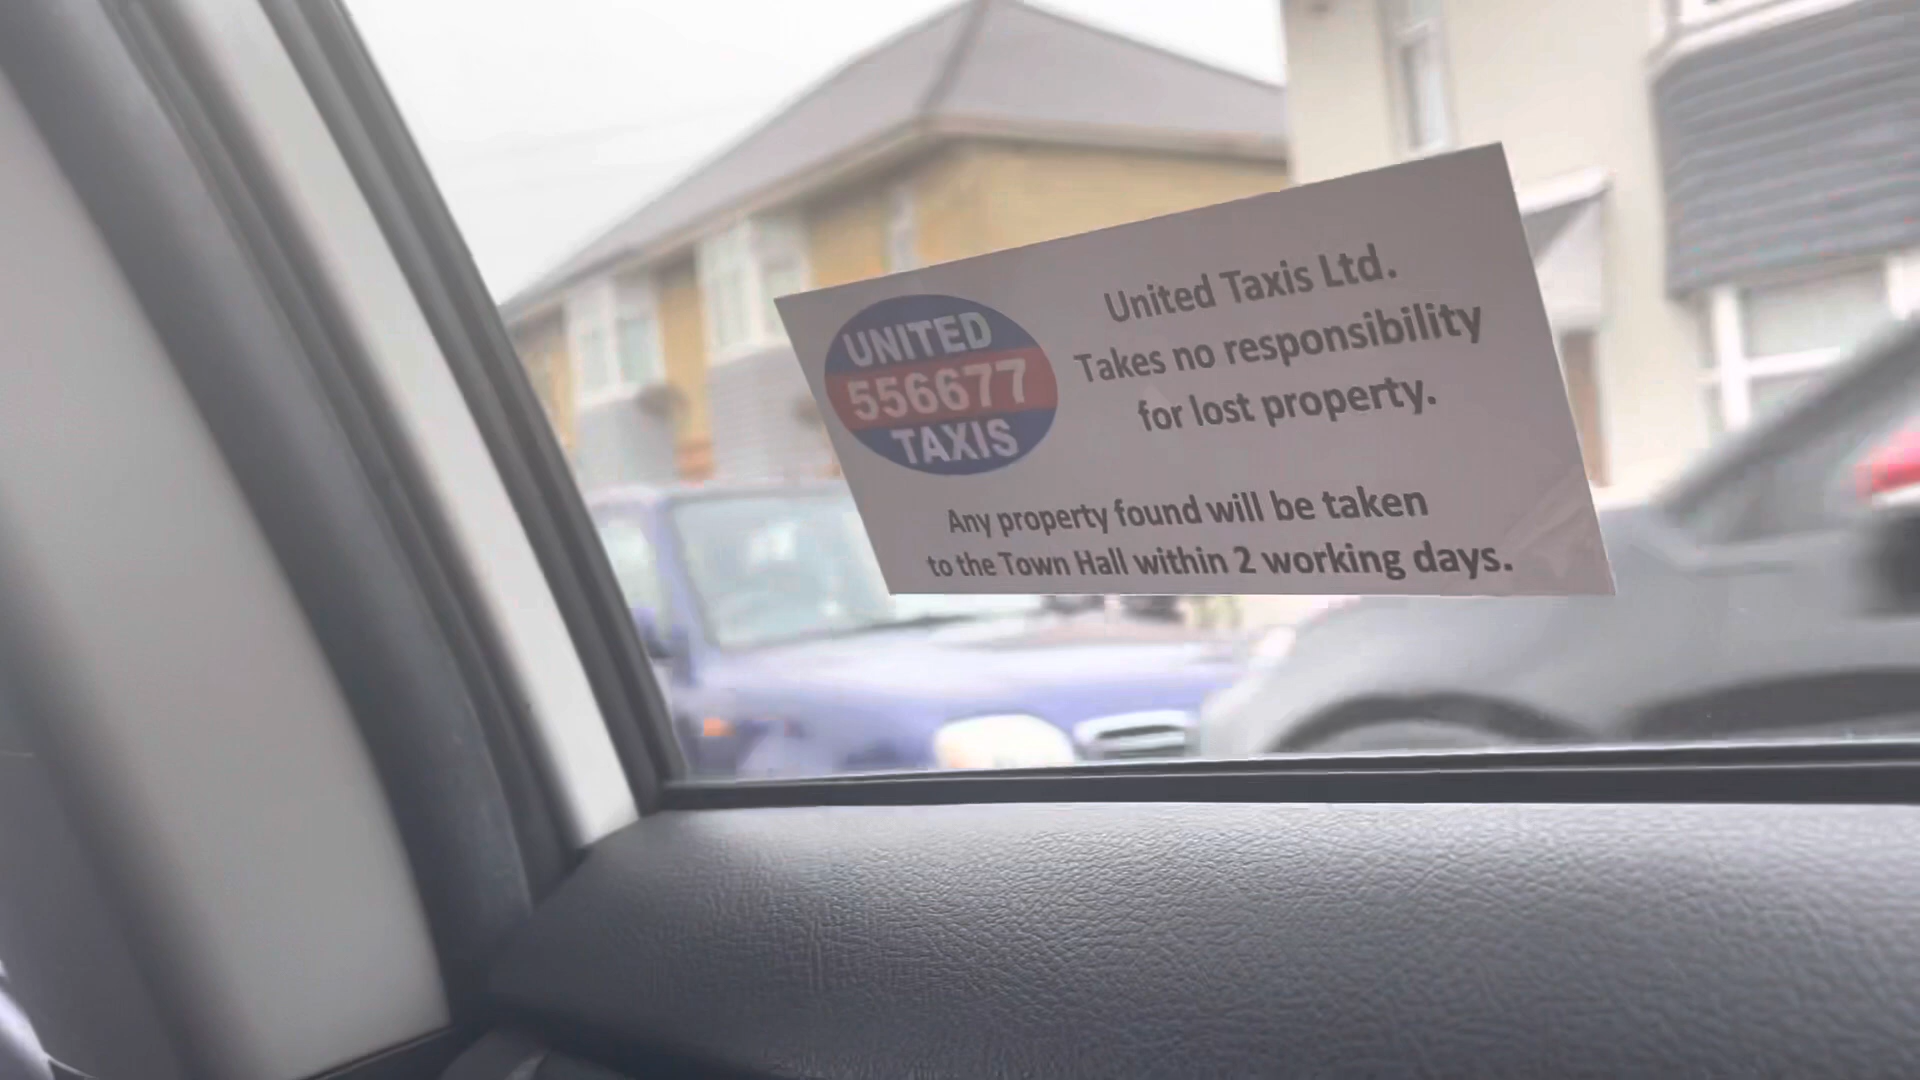 UNITED
556677
TAXIS
United Taxis Ltd.
Takes no responsibility
for lost property.
Any property found will be taken
to the Town Hall within 2 working days.